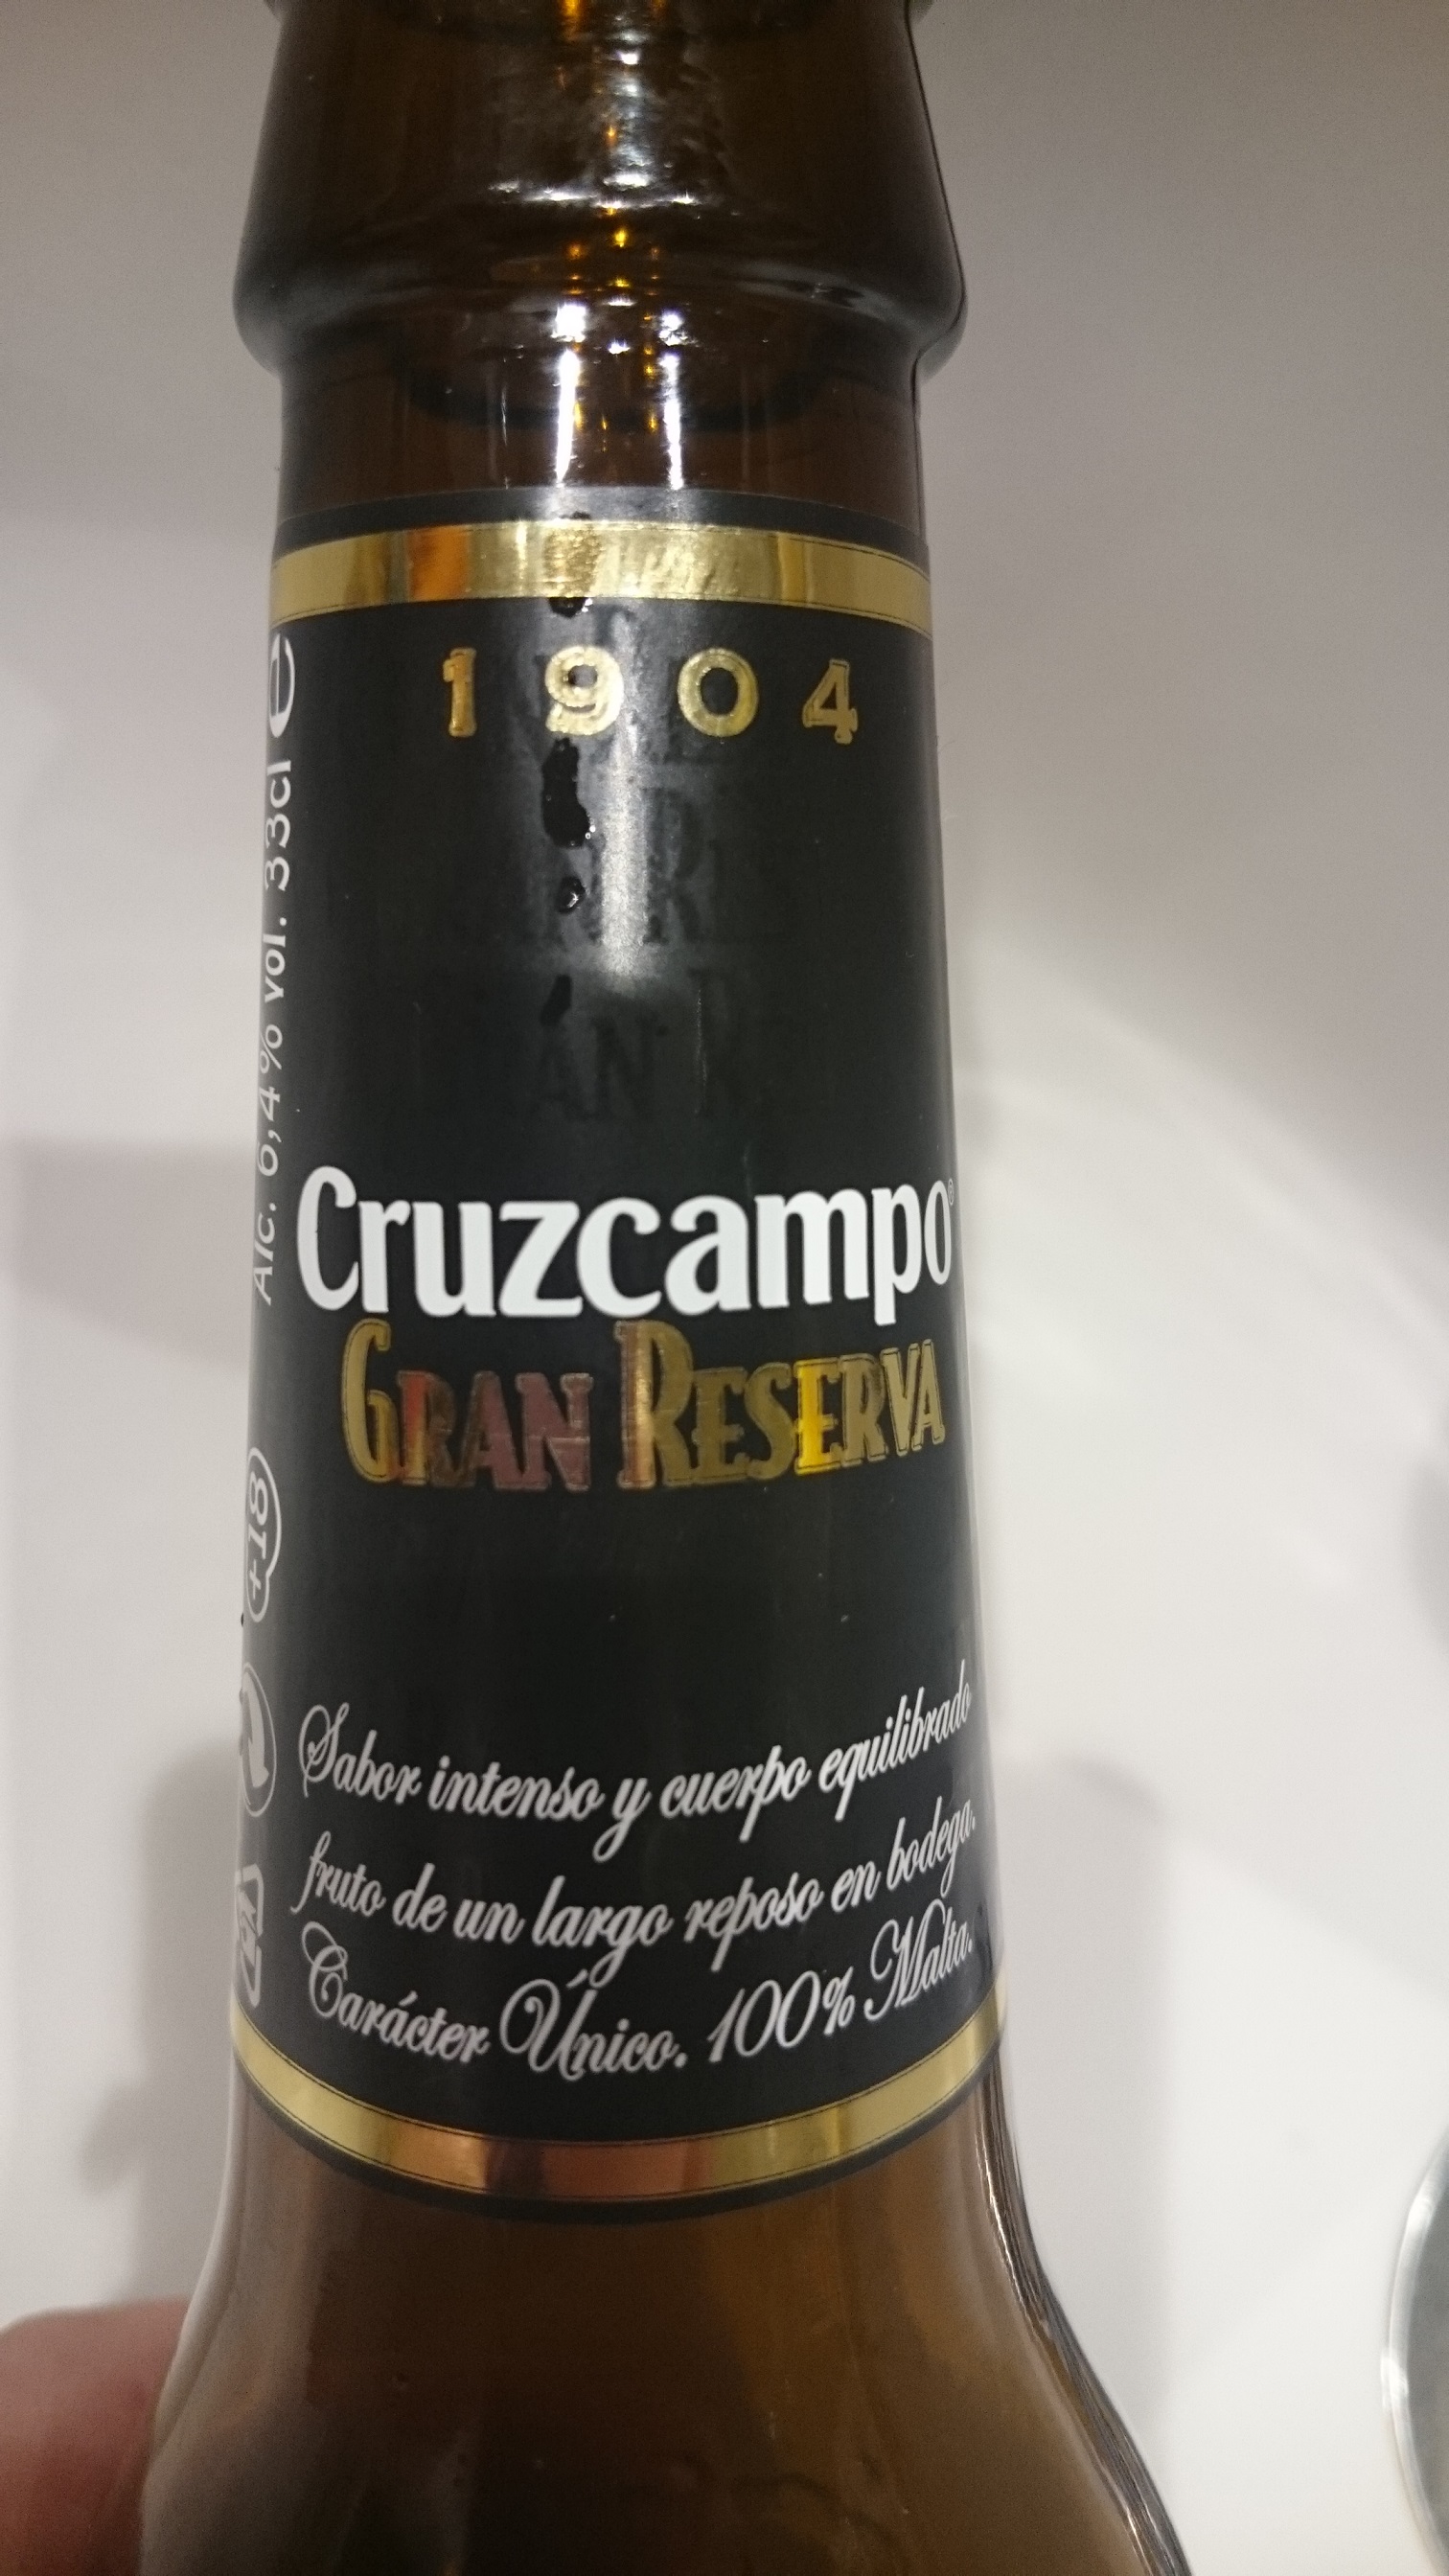 1904
Cruzcampo®
GRAN RESERVA
Sabor intenso y cuerpo equilibrado
fruto de un largo reposo en bodega.
Carácter Único. 100% Malta.
Alc. 6,4% vol. 33cl e
+18